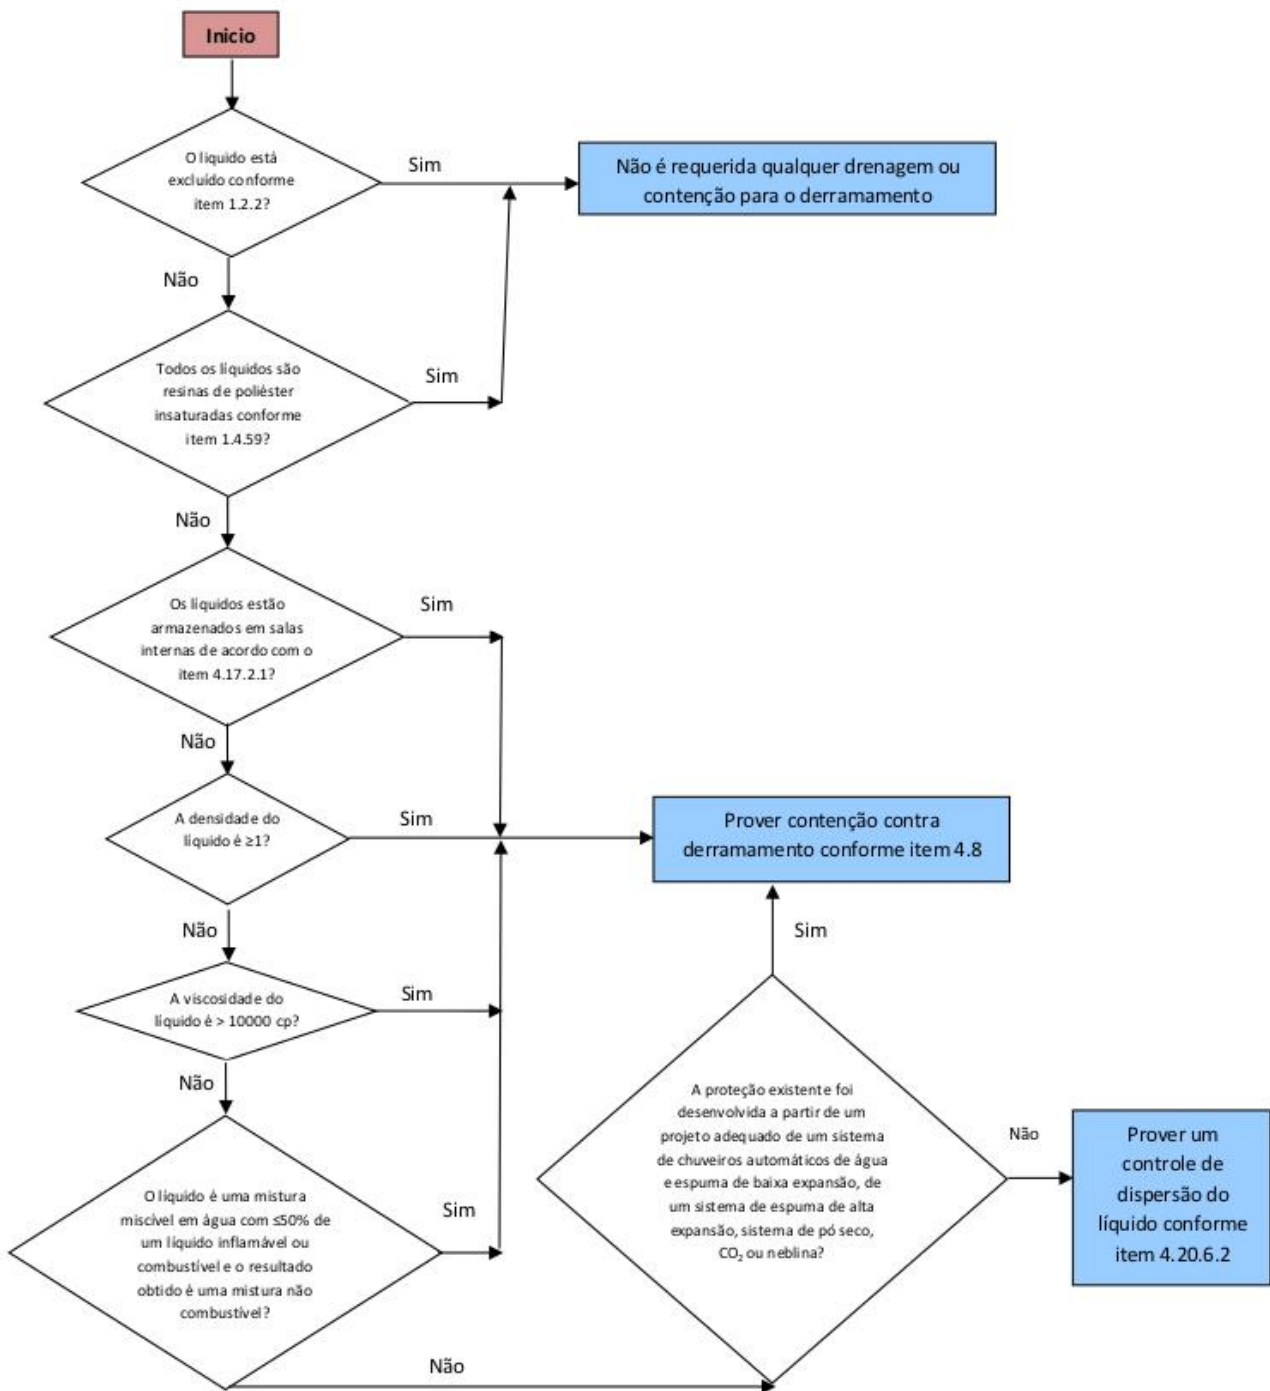 Inicio
O líquido está
excluído conforme
item 1.2.2?
Sim
Não é requerida qualquer drenagem ou
contenção para o derramamento
Não
Todos os líquidos são
resinas de poliéster
insaturadas conforme
item 1.4.59?
Sim
Não
Os líquidos estão
armazenados em salas
internas de acordo com o
item 4.17.2.1?
Sim
Não
A densidade do
líquido é ≥1?
Sim
Prover contenção contra
derramamento conforme item 4.8
Não
Sim
A viscosidade do
líquido é > 10000 cp?
Sim
Não
A proteção existente foi
desenvolvida a partir de um
projeto adequado de um sistema
de chuveiros automáticos de água
e espuma de baixa expansão, de
um sistema de espuma de alta
expansão, sistema de pó seco,
CO₂ ou neblina?
Não
Prover um
controle de
dispersão do
líquido conforme
item 4.20.6.2
O líquido é uma mistura
miscível em água com ≤50% de
um líquido inflamável ou
combustível e o resultado
obtido é uma mistura não
combustível?
Sim
Não